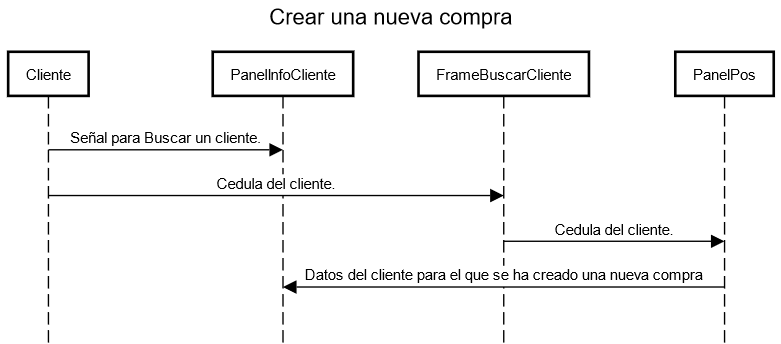 Crear una nueva compra
Cliente
PanelInfoCliente
FrameBuscarCliente
PanelPos
Señal para Buscar un cliente.
Cedula del cliente.
Cedula del cliente.
Datos del cliente para el que se ha creado una nueva compra